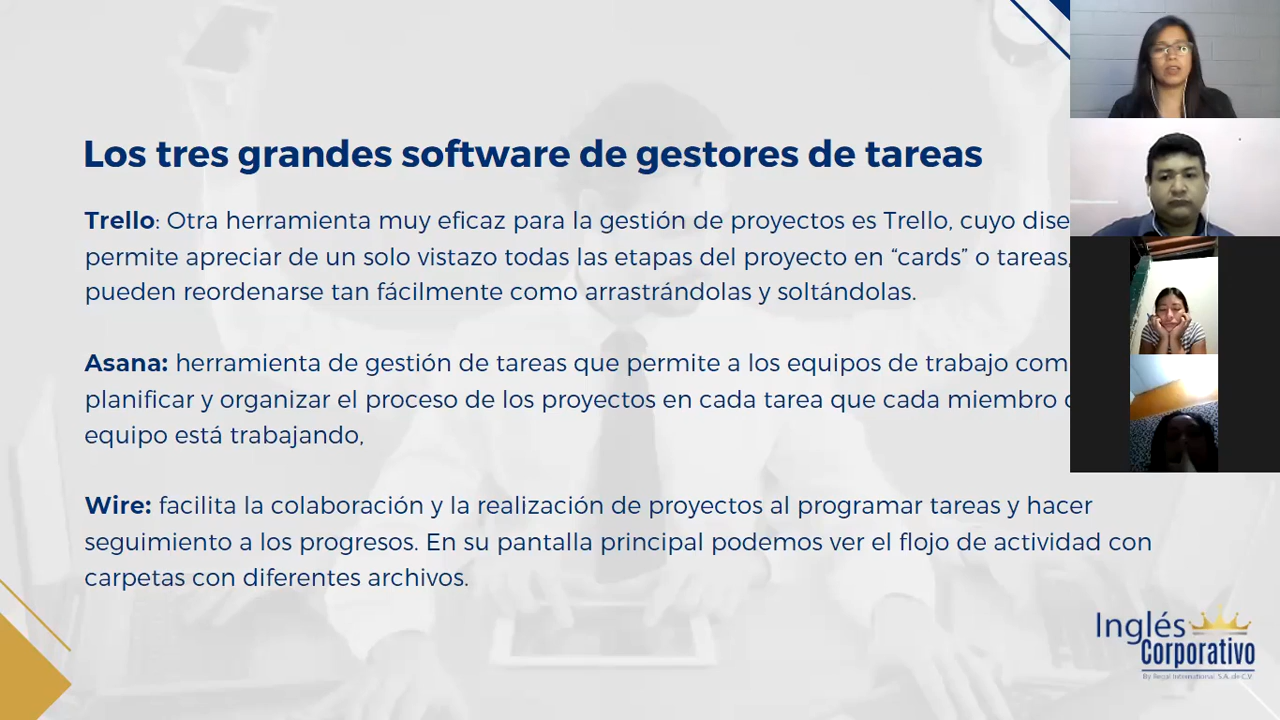 Los tres grandes software de gestores de tareas
Trello: Otra herramienta muy eficaz para la gestión de proyectos es Trello, cuyo
permite apreciar de un solo vistazo todas las etapas del proyecto en “cards” o tareas,
pueden reordenarse tan fácilmente como arrastrándolas y soltándolas.
Asana: herramienta de gestión de tareas que permite a los equipos de trabajo
planificar y organizar el proceso de los proyectos en cada tarea que cada miembro
equipo está trabajando,
Wire: facilita la colaboración y la realización de proyectos al programar tareas y hacer
seguimiento a los progresos. En su pantalla principal podemos ver el flojo de actividad con
carpetas con diferentes archivos.
Inglés
Corporativo
By Regal International, S.A. de C.V.